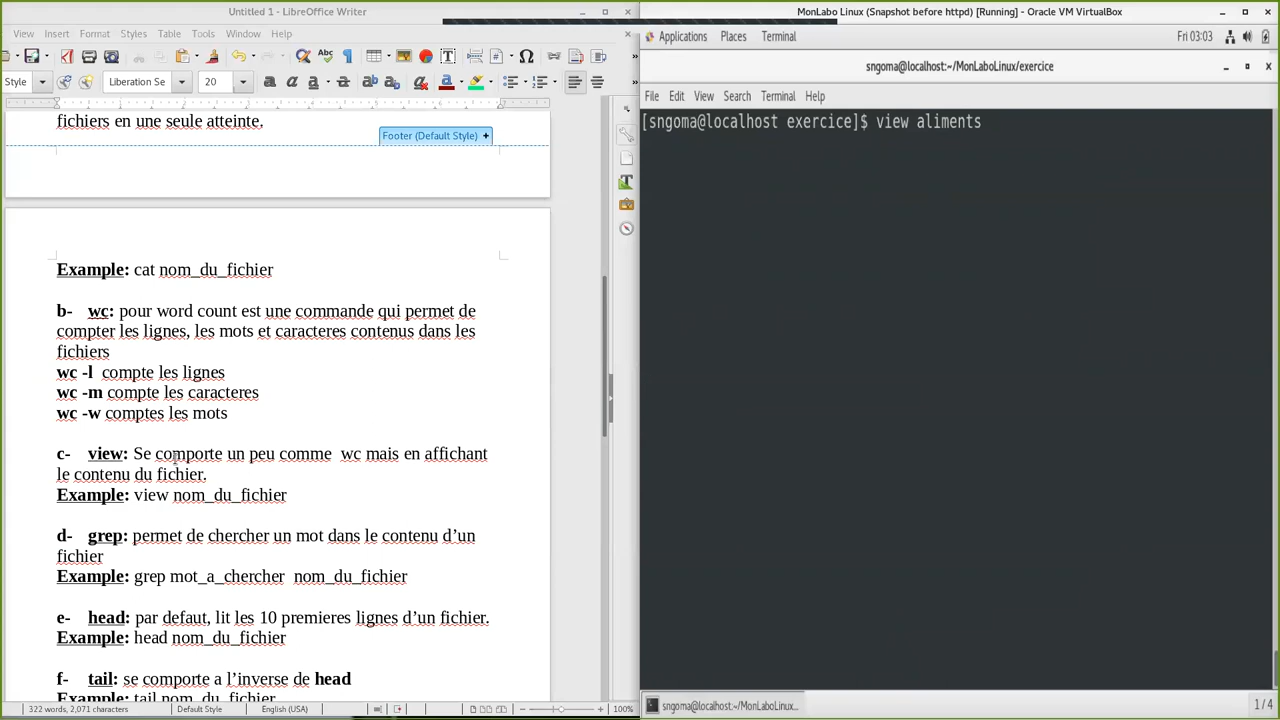 Untitled 1 - LibreOffice Writer
View Insert Format Styles Table Tools Window Help
Style Liberation Se 20
fichiers en une seule atteinte.
Footer (Default Style) +
Example: cat nom_du_fichier
b- wc: pour word count est une commande qui permet de
compter les lignes, les mots et caracteres contenus dans les
fichiers
wc -l compte les lignes
wc -m compte les caracteres
wc -w comptes les mots
c- view: Se comporte un peu comme wc mais en affichant
le contenu du fichier.
Example: view nom_du_fichier
d- grep: permet de chercher un mot dans le contenu d’un
fichier
Example: grep mot_a_chercher nom_du_fichier
e- head: par defaut, lit les 10 premieres lignes d’un fichier.
Example: head nom_du_fichier
f- tail: se comporte a l’inverse de head
Example: tail nom_du_fichier
322 words, 2,071 characters Default Style English (USA) 100%
MonLabo Linux (Snapshot before httpd) [Running] - Oracle VM VirtualBox
Applications Places Terminal Fri 03:03
sngoma@localhost:~/MonLaboLinux/exercice
File Edit View Search Terminal Help
[sngoma@localhost exercice]$ view aliments
sngoma@localhost:~/MonLaboLinux... 1 / 4